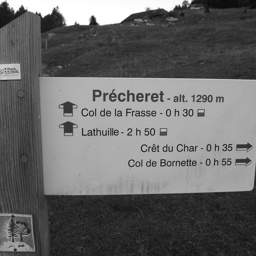 Précheret - alt. 1290 m
Col de la Frasse - 0 h 30
Lathuille - 2 h 50
Crêt du Char - 0 h 35
Col de Bornette - 0 h 55